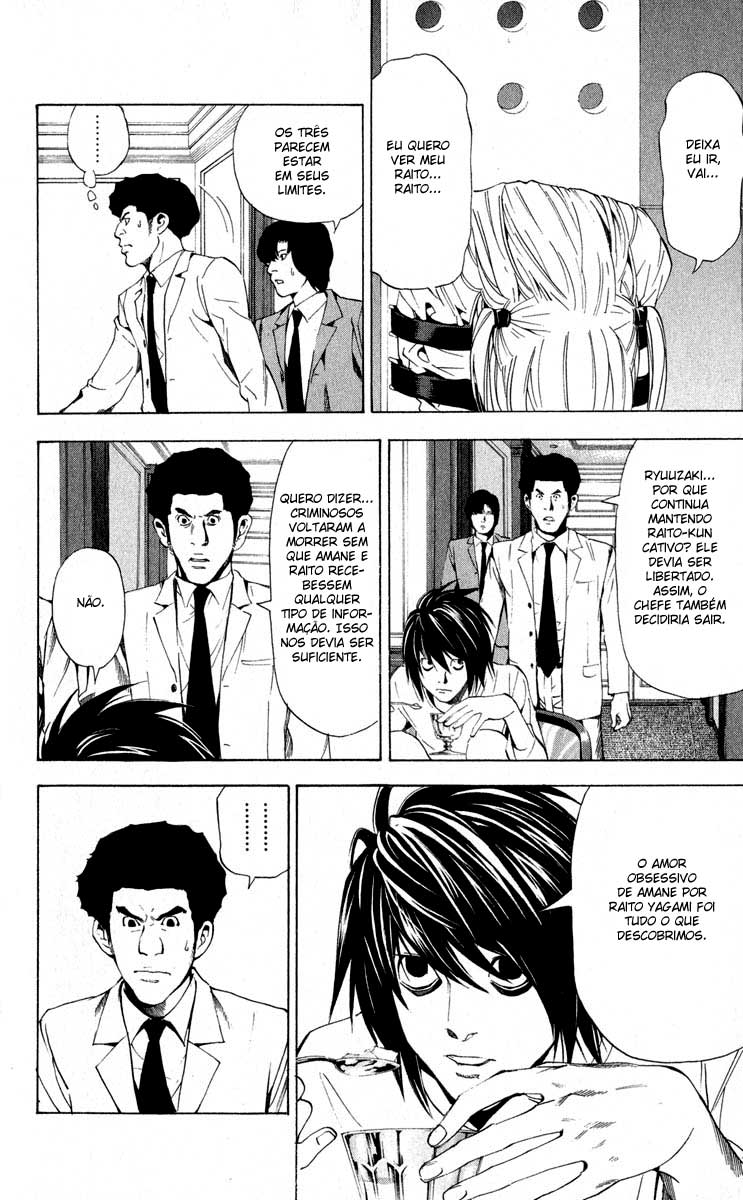 DEIXA
EU IR,
VAI...
EU QUERO
VER MEU
RAITO...
RAITO...
OS TRÊS
PARECEM
ESTAR
EM SEUS
LIMITES.
........
RYUUZAKI...
POR QUE
CONTINUA
MANTENDO
RAITO-KUN
CATIVO? ELE
DEVIA SER
LIBERTADO.
ASSIM, O
CHEFE TAMBÉM
DECIDIRIA SAIR.
QUERO DIZER...
CRIMINOSOS
VOLTARAM A
MORRER SEM
QUE AMANE E
RAITO RECE-
BESSEM
QUALQUER
TIPO DE INFOR-
MAÇÃO. ISSO
NOS DEVIA SER
SUFICIENTE.
NÃO.
O AMOR
OBSESSIVO
DE AMANE POR
RAITO YAGAMI FOI
TUDO O QUE
DESCOBRIMOS.
........
........